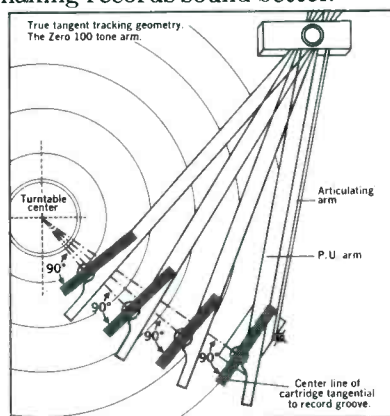 making records sound better.
True tangent tracking geometry.
The Zero 100 tone arm.
Turntable
center
Articulating
arm
P.U. arm
90°
90°
90°
90°
Center line of
cartridge tangential
to record groove.